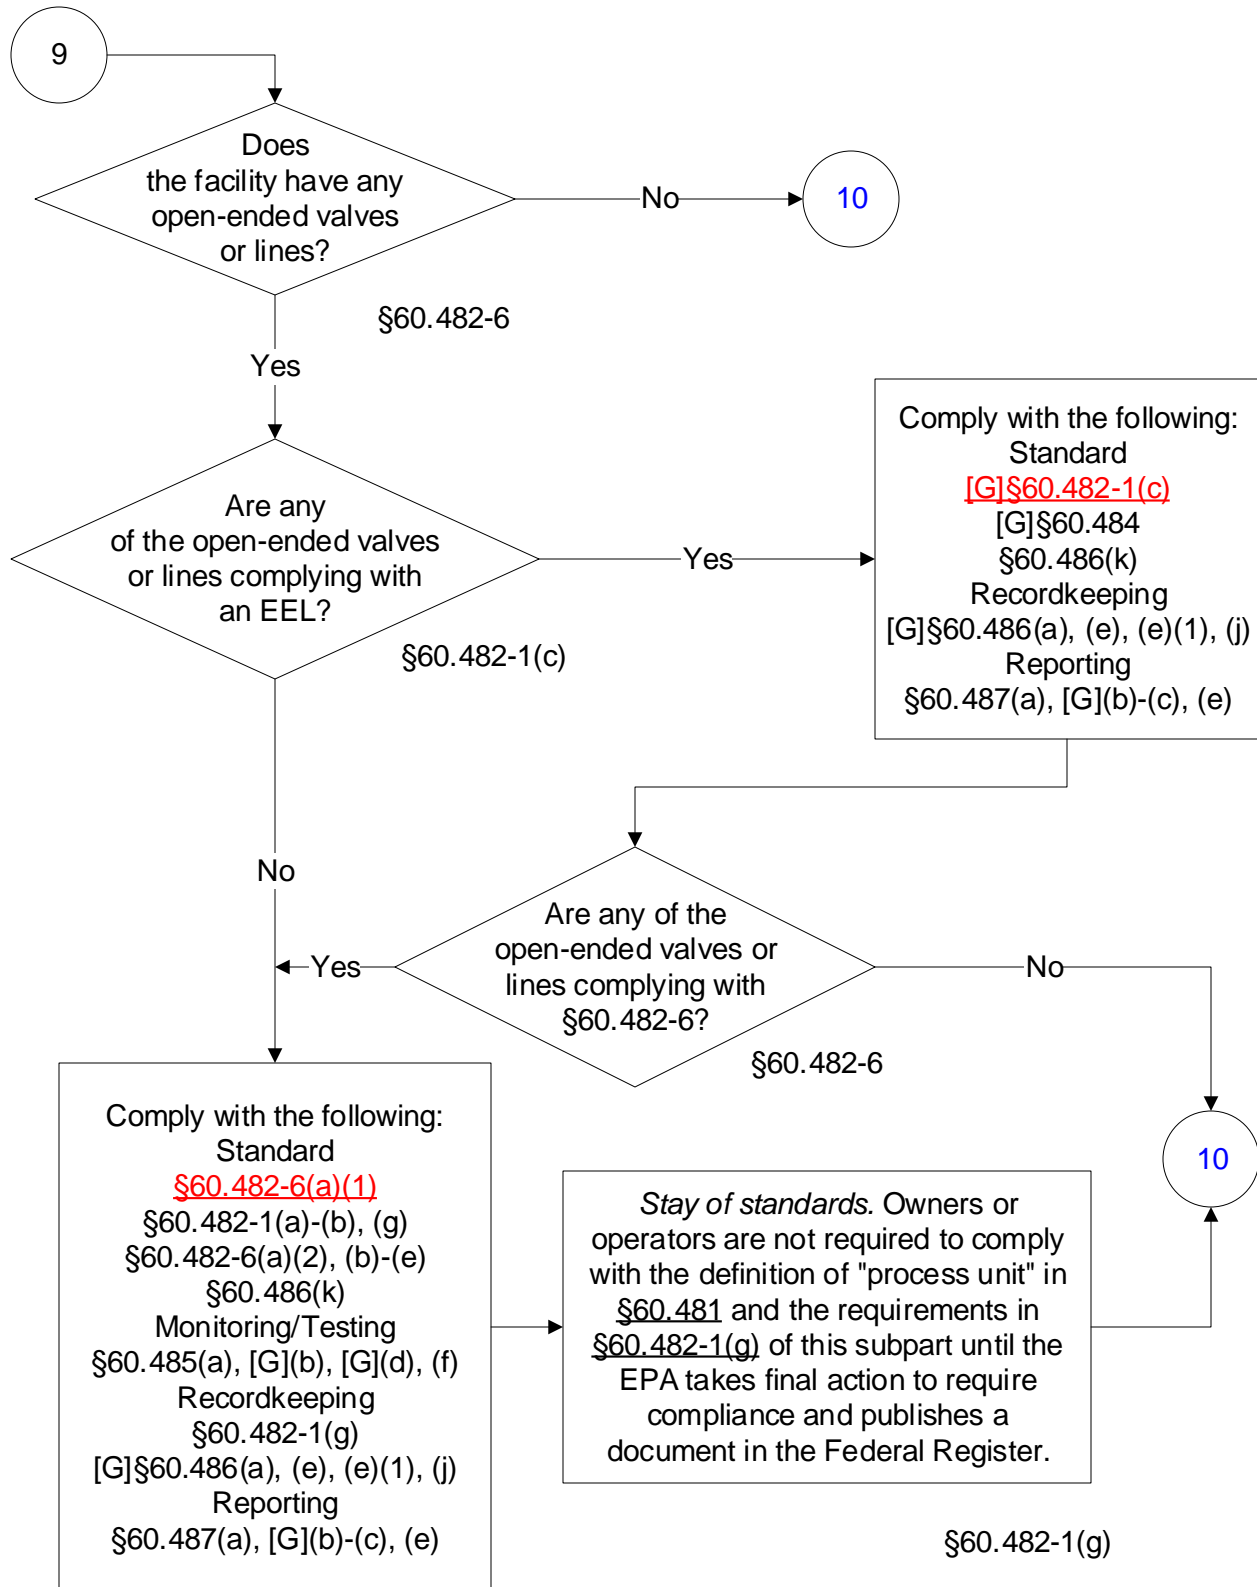 9
Does
the facility have any
open-ended valves
or lines?
No
10
§60.482-6
Yes
Are any
of the open-ended valves
or lines complying with
an EEL?
§60.482-1(c)
Yes
Comply with the following:
Standard
[G]§60.482-1(c)
[G]§60.484
§60.486(k)
Recordkeeping
[G]§60.486(a), (e), (e)(1), (j)
Reporting
§60.487(a), [G](b)-(c), (e)
No
Are any of the
open-ended valves or
lines complying with
§60.482-6?
Yes
No
§60.482-6
10
Comply with the following:
Standard
§60.482-6(a)(1)
§60.482-1(a)-(b), (g)
§60.482-6(a)(2), (b)-(e)
§60.486(k)
Monitoring/Testing
§60.485(a), [G](b), [G](d), (f)
Recordkeeping
§60.482-1(g)
[G]§60.486(a), (e), (e)(1), (j)
Reporting
§60.487(a), [G](b)-(c), (e)
Stay of standards. Owners or
operators are not required to comply
with the definition of "process unit" in
§60.481 and the requirements in
§60.482-1(g) of this subpart until the
EPA takes final action to require
compliance and publishes a
document in the Federal Register.
§60.482-1(g)